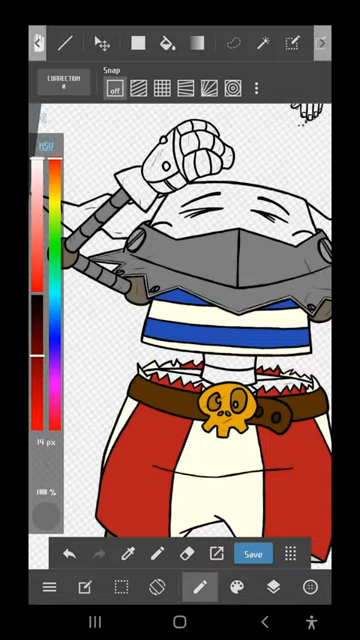 CORRECTION
x
Snap
off
HSV
14 px
100 %
Save